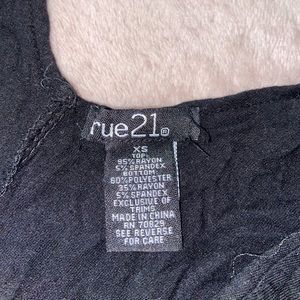 rue21®
XS
TOP:
95% RAYON
5% SPANDEX
BOTTOM:
60% POLYESTER
35% RAYON
5% SPANDEX
EXCLUSIVE OF
TRIMS
MADE IN CHINA
RN 70829
SEE REVERSE
FOR CARE